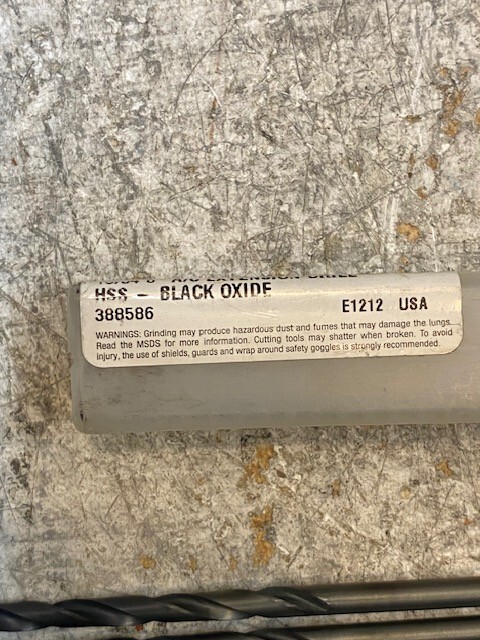 EXTENSION DRILL
HSS - BLACK OXIDE
388586 E1212 USA
WARNINGS: Grinding may produce hazardous dust and fumes that may damage the lungs.
Read the MSDS for more information. Cutting tools may shatter when broken. To avoid
injury, the use of shields, guards and wrap around safety goggles is strongly recommended.